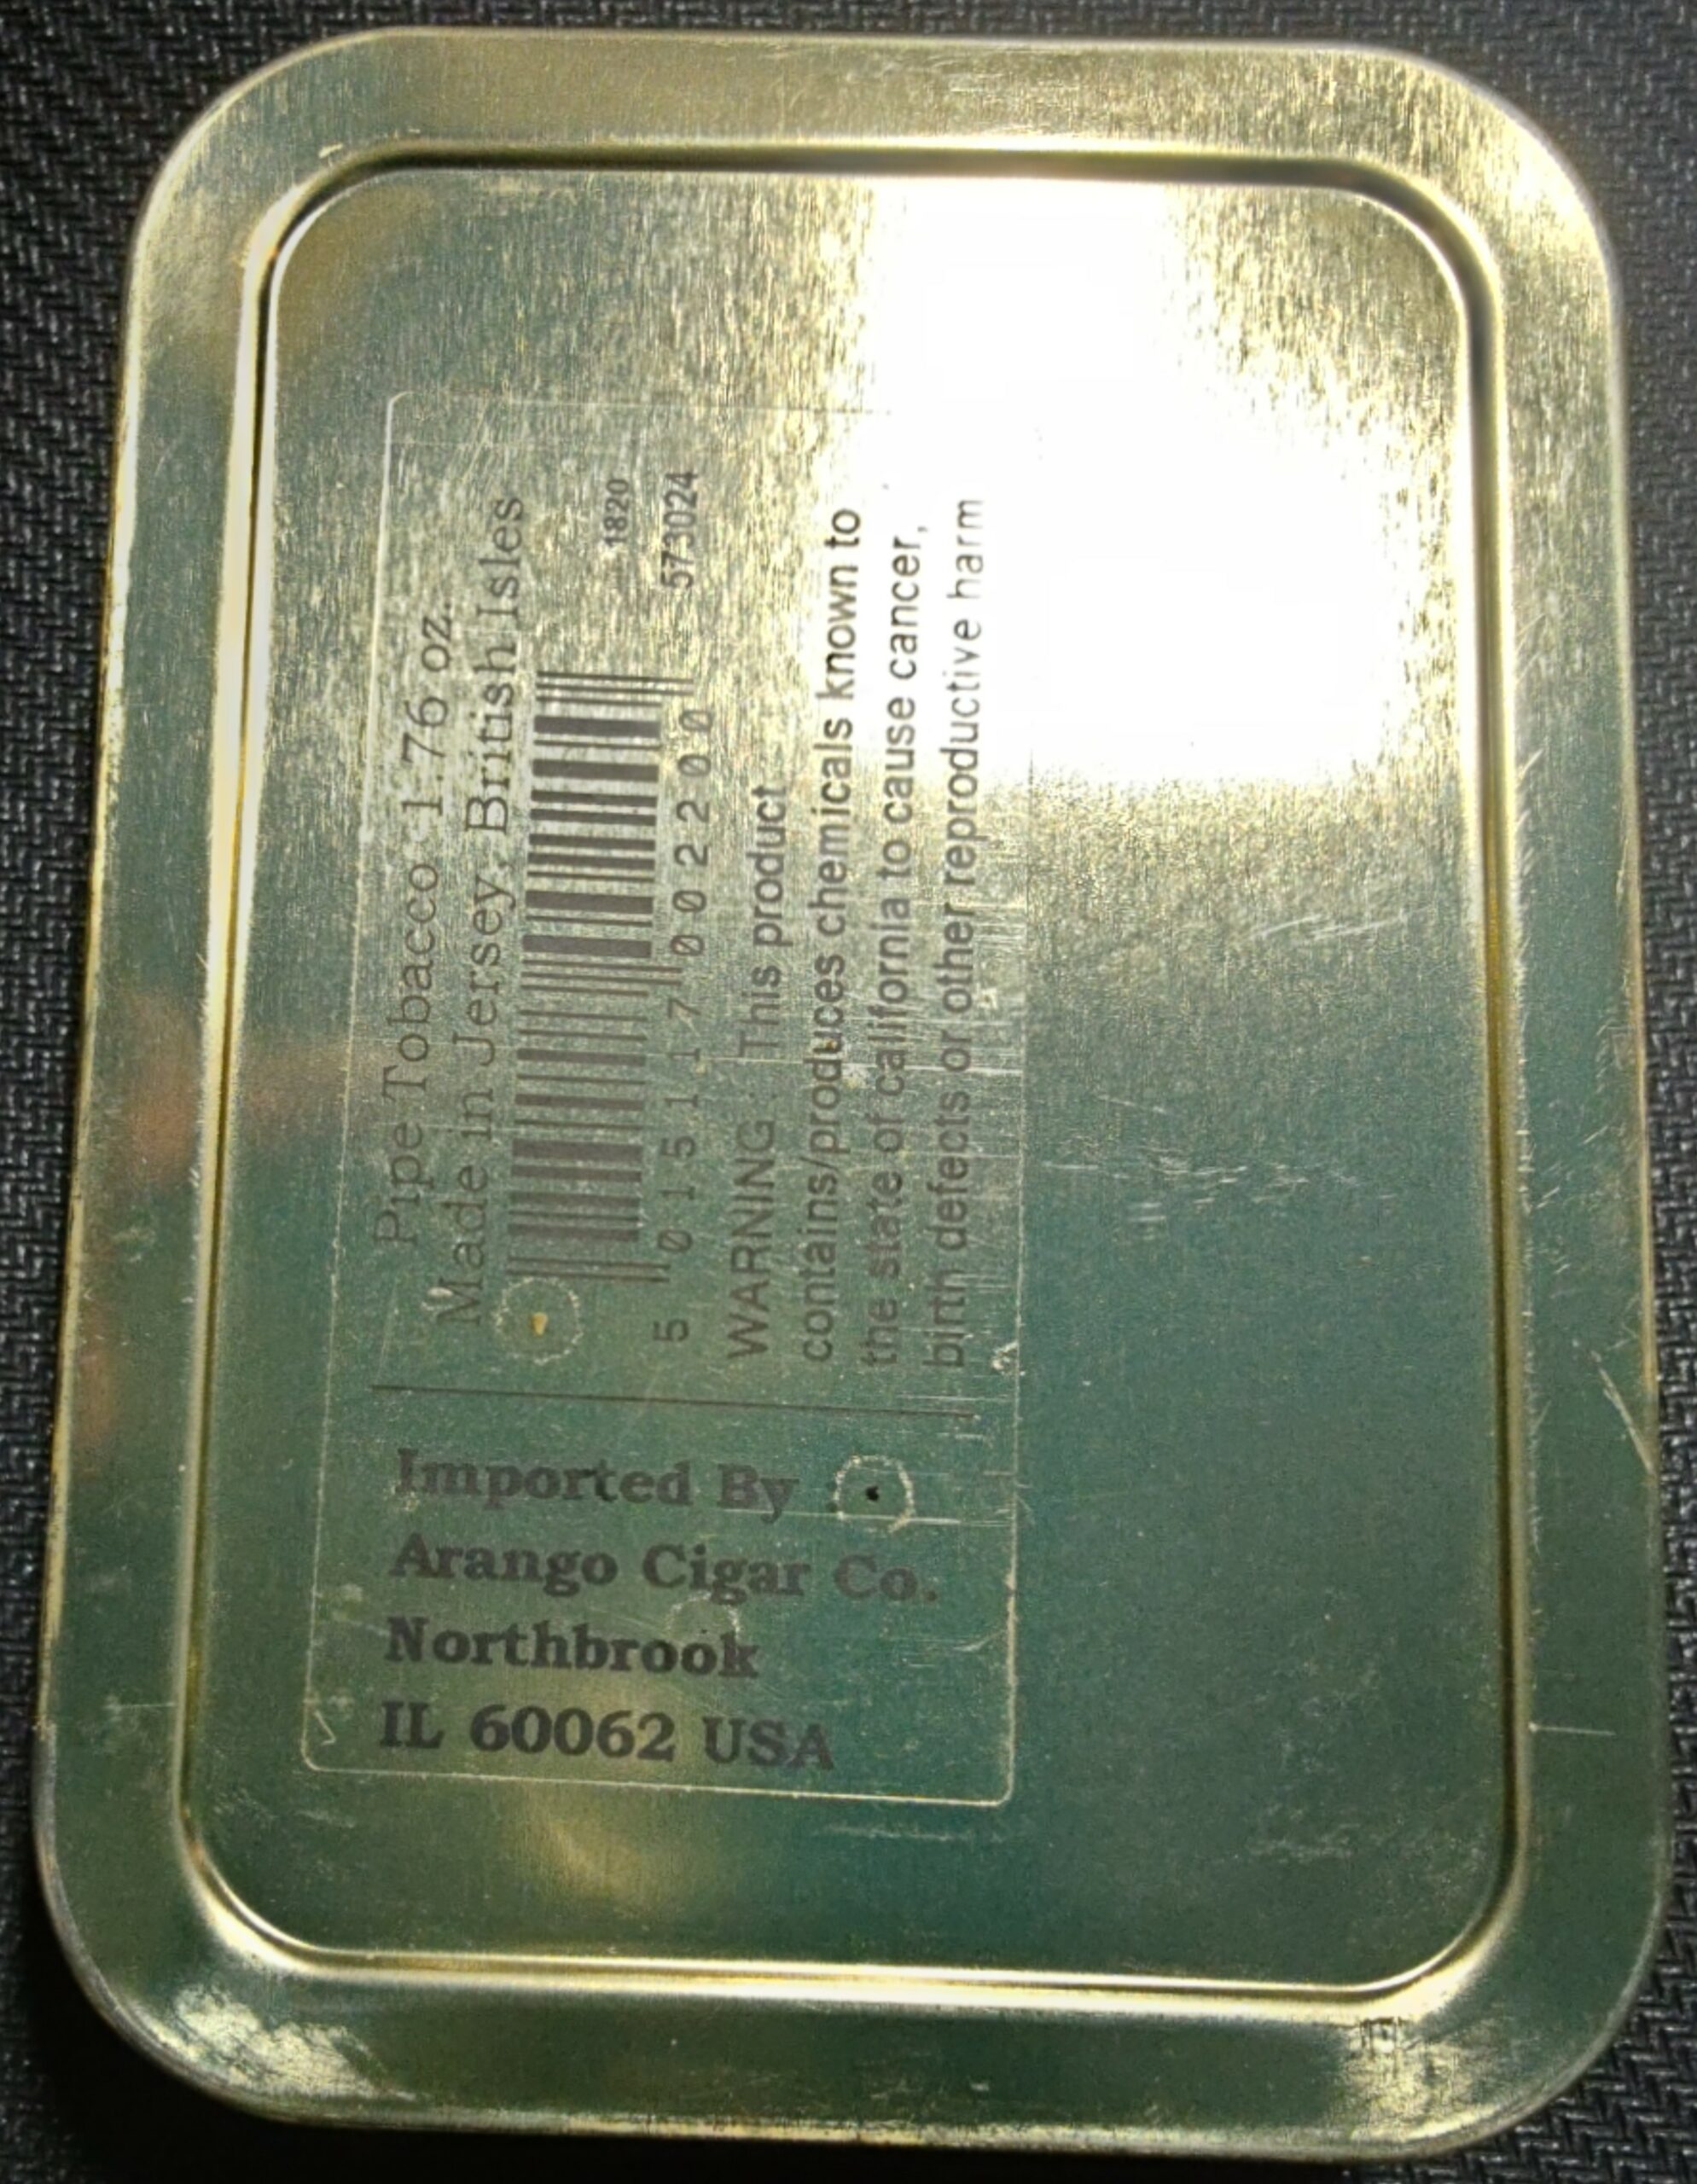 Pipe Tobacco 1.76 oz.
Made in Jersey, British Isles
1820
573024
5 015117 002200
WARNING : This product
contains/produces chemicals known to
the state of california to cause cancer,
birth defects or other reproductive harm
Imported By
Arango Cigar Co.
Northbrook
IL 60062 USA